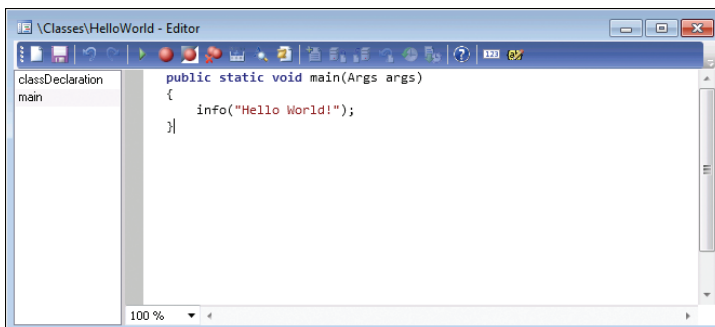 \Classes\HelloWorld - Editor
classDeclaration
main
public static void main(Args args)
{
info("Hello World!");
}
100 %